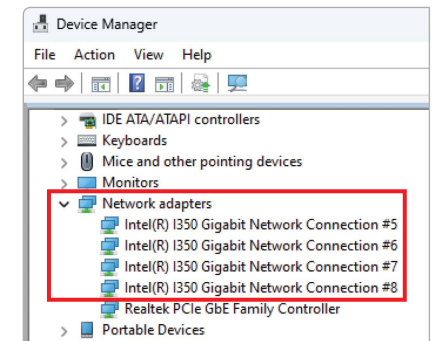 Device Manager
File Action View Help
IDE ATA/ATAPI controllers
Keyboards
Mice and other pointing devices
Monitors
Network adapters
Intel(R) I350 Gigabit Network Connection #5
Intel(R) I350 Gigabit Network Connection #6
Intel(R) I350 Gigabit Network Connection #7
Intel(R) I350 Gigabit Network Connection #8
Realtek PCIe GbE Family Controller
Portable Devices